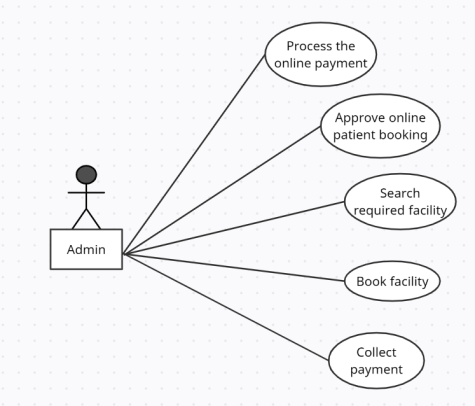 Process the
online payment
Approve online
patient booking
Search
required facility
Admin
Book facility
Collect
payment